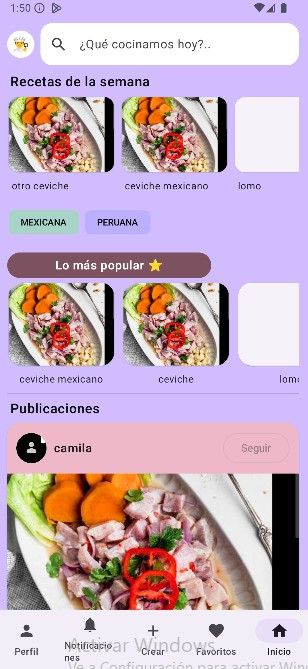 1:50
¿Qué cocinamos hoy?..
Recetas de la semana
otro ceviche
ceviche mexicano
lomo
MEXICANA
PERUANA
Lo más popular ⭐
ceviche mexicano
ceviche
lomo
Publicaciones
camila
Seguir
Perfil
Notificacio
nes
Crear
Favoritos
Inicio
Activar Windows
Ve a Configuración para activar Win